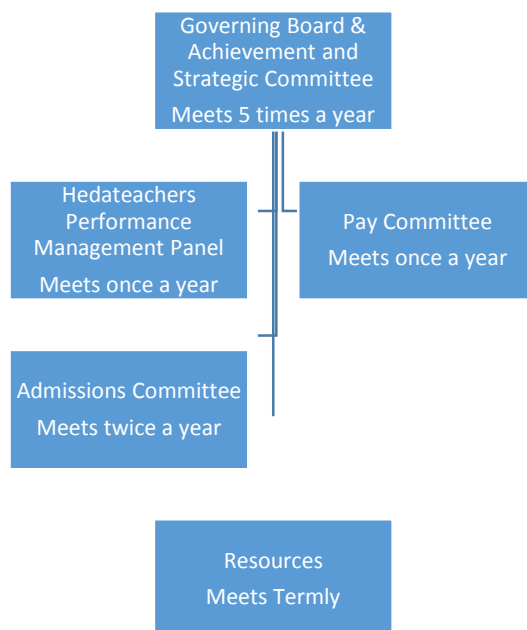 Governing Board &
Achievement and
Strategic Committee
Meets 5 times a year
Hedateachers
Performance
Management Panel
Meets once a year
Pay Committee
Meets once a year
Admissions Committee
Meets twice a year
Resources
Meets Termly